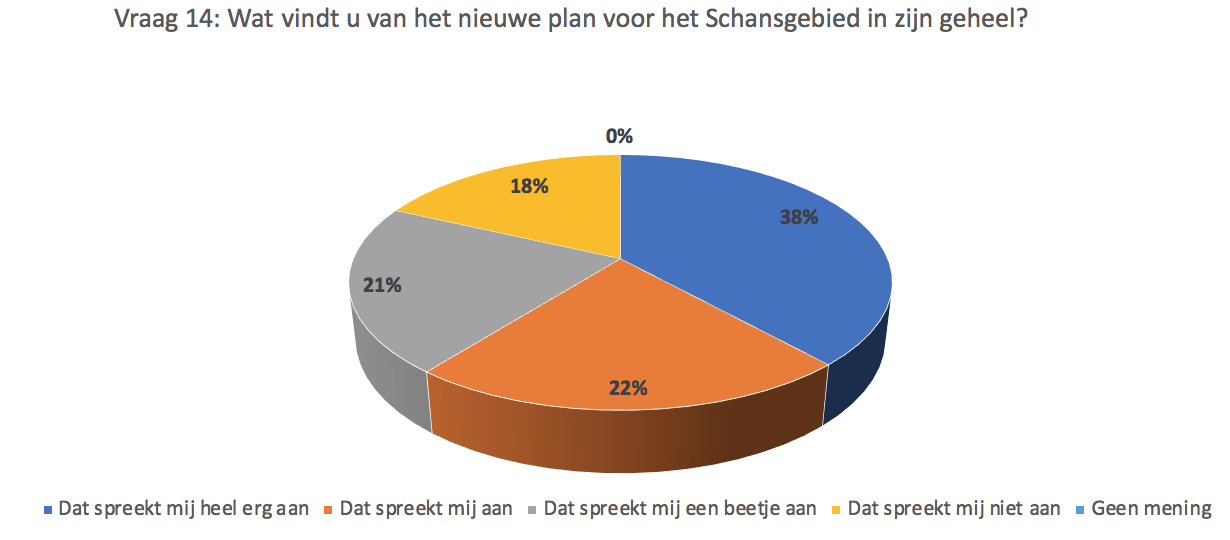 Vraag 14: Wat vindt u van het nieuwe plan voor het Schansgebied in zijn geheel?
0%
18%
38%
21%
22%
Dat spreekt mij heel erg aan Dat spreekt mij aan Dat spreekt mij een beetje aan Dat spreekt mij niet aan Geen mening